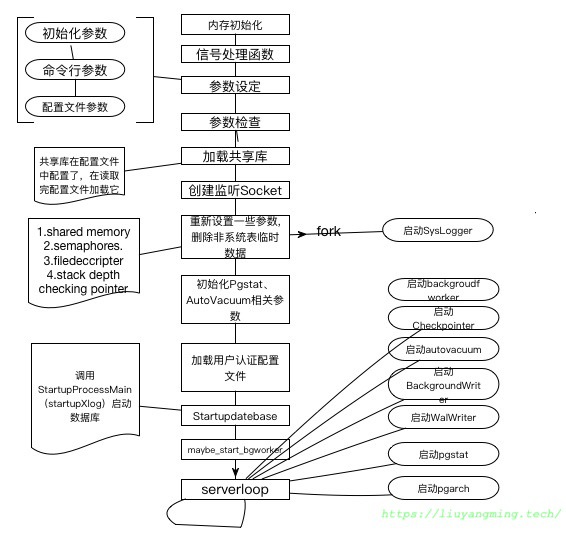 初始化参数
命令行参数
配置文件参数
内存初始化
信号处理函数
参数设定
参数检查
加载共享库
创建监听Socket
共享库在配置文件
中配置了，在读取
完配置文件加载它
重新设置一些参数,
删除非系统表临时
数据
fork
启动SysLogger
1.shared memory
2.semaphores.
3.filedeccripter
4.stack depth
checking pointer
初始化Pgstat、
AutoVacuum相关参
数
加载用户认证配置
文件
调用
StartupProcessMain
（startupXlog）启动
数据库
Startupdatebase
maybe_start_bgworker
serverloop
启动backgroudf
worker
启动
Checkpointer
启动autovacuum
启动
BackgroundWrit
er
启动WalWriter
启动pgstat
启动pgarch
https://liuyangming.tech/